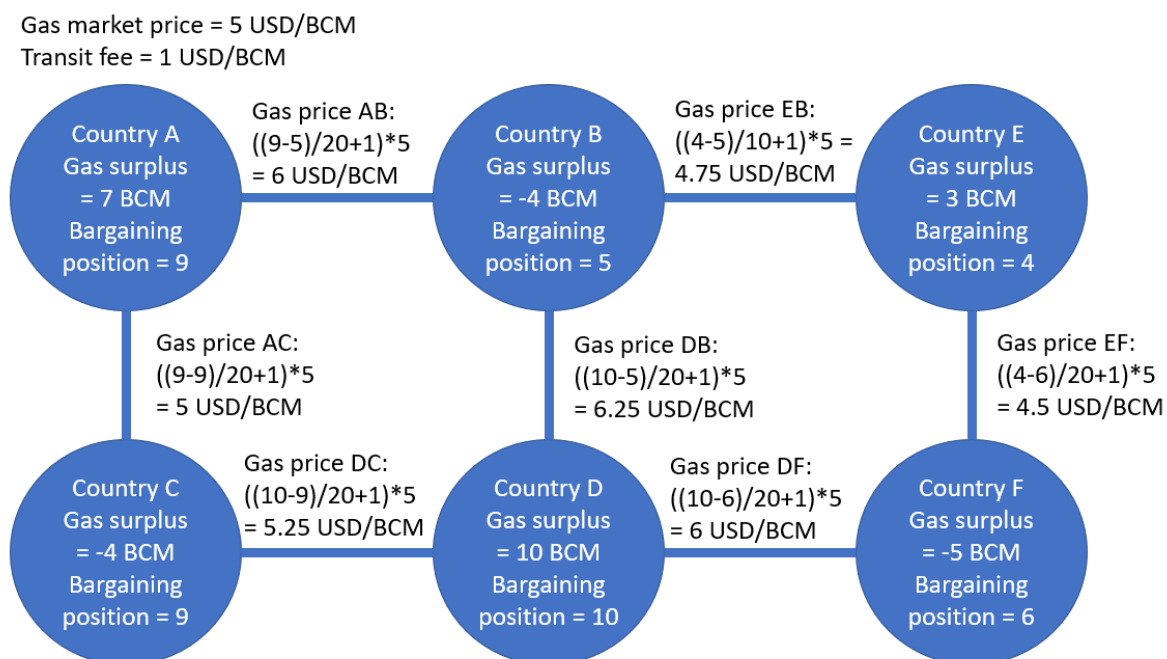 Gas market price = 5 USD/BCM
Transit fee = 1 USD/BCM
Country A
Gas surplus
= 7 BCM
Bargaining
position = 9
Gas price AB:
((9-5)/20+1)*5
= 6 USD/BCM
Country B
Gas surplus
= -4 BCM
Bargaining
position = 5
Gas price EB:
((4-5)/10+1)*5 =
4.75 USD/BCM
Country E
Gas surplus
= 3 BCM
Bargaining
position = 4
Gas price AC:
((9-9)/20+1)*5
= 5 USD/BCM
Gas price DB:
((10-5)/20+1)*5
= 6.25 USD/BCM
Gas price EF:
((4-6)/20+1)*5
= 4.5 USD/BCM
Country C
Gas surplus
= -4 BCM
Bargaining
position = 9
Gas price DC:
((10-9)/20+1)*5
= 5.25 USD/BCM
Country D
Gas surplus
= 10 BCM
Bargaining
position = 10
Gas price DF:
((10-6)/20+1)*5
= 6 USD/BCM
Country F
Gas surplus
= -5 BCM
Bargaining
position = 6